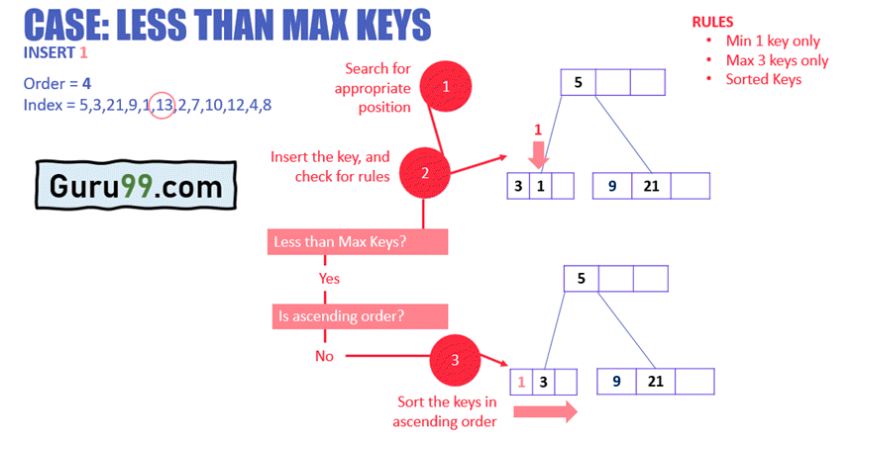 CASE: LESS THAN MAX KEYS
INSERT 1
Order = 4
Index = 5,3,21,9,1,13,2,7,10,12,4,8
Guru99.com
RULES
• Min 1 key only
• Max 3 keys only
• Sorted Keys
Search for
appropriate
position
1
5
1
Insert the key, and
check for rules
2
3 1
9 21
Less than Max Keys?
Yes
Is ascending order?
No
3
Sort the keys in
ascending order
5
1 3
9 21